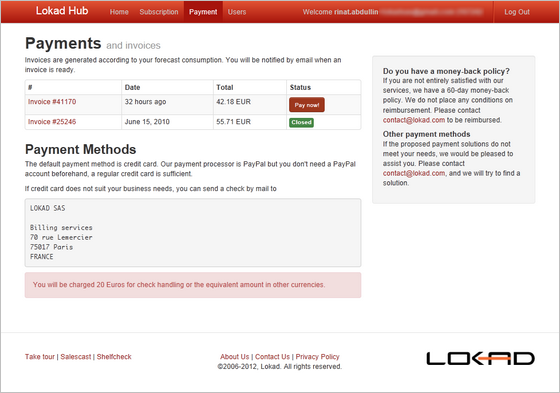 Lokad Hub Home Subscription Payment Users Welcome rinat.abdullin Log Out
Payments and invoices
Invoices are generated according to your forecast consumption. You will be notified by email when an
invoice is ready.
# Date Total Status
Invoice #41170 32 hours ago 42.18 EUR Pay now!
Invoice #25246 June 15, 2010 55.71 EUR Closed
Payment Methods
The default payment method is credit card. Our payment processor is PayPal but you don't need a PayPal
account beforehand, a regular credit card is sufficient.
If credit card does not suit your business needs, you can send a check by mail to
LOKAD SAS
Billing services
70 rue Lemercier
75017 Paris
FRANCE
You will be charged 20 Euros for check handling or the equivalent amount in other currencies.
Do you have a money-back policy?
If you are not entirely satisfied with our
services, we have a 60-day money-back
policy. We do not place any conditions on
reimbursement. Please contact
contact@lokad.com to be reimbursed.
Other payment methods
If the proposed payment solutions do not
meet your needs, we would be pleased to
assist you. Please contact
contact@lokad.com, and we will try to find a
solution.
Take tour | Salescast | Shelfcheck
About Us | Contact Us | Privacy Policy
©2006-2012, Lokad. All rights reserved.
LOKAD